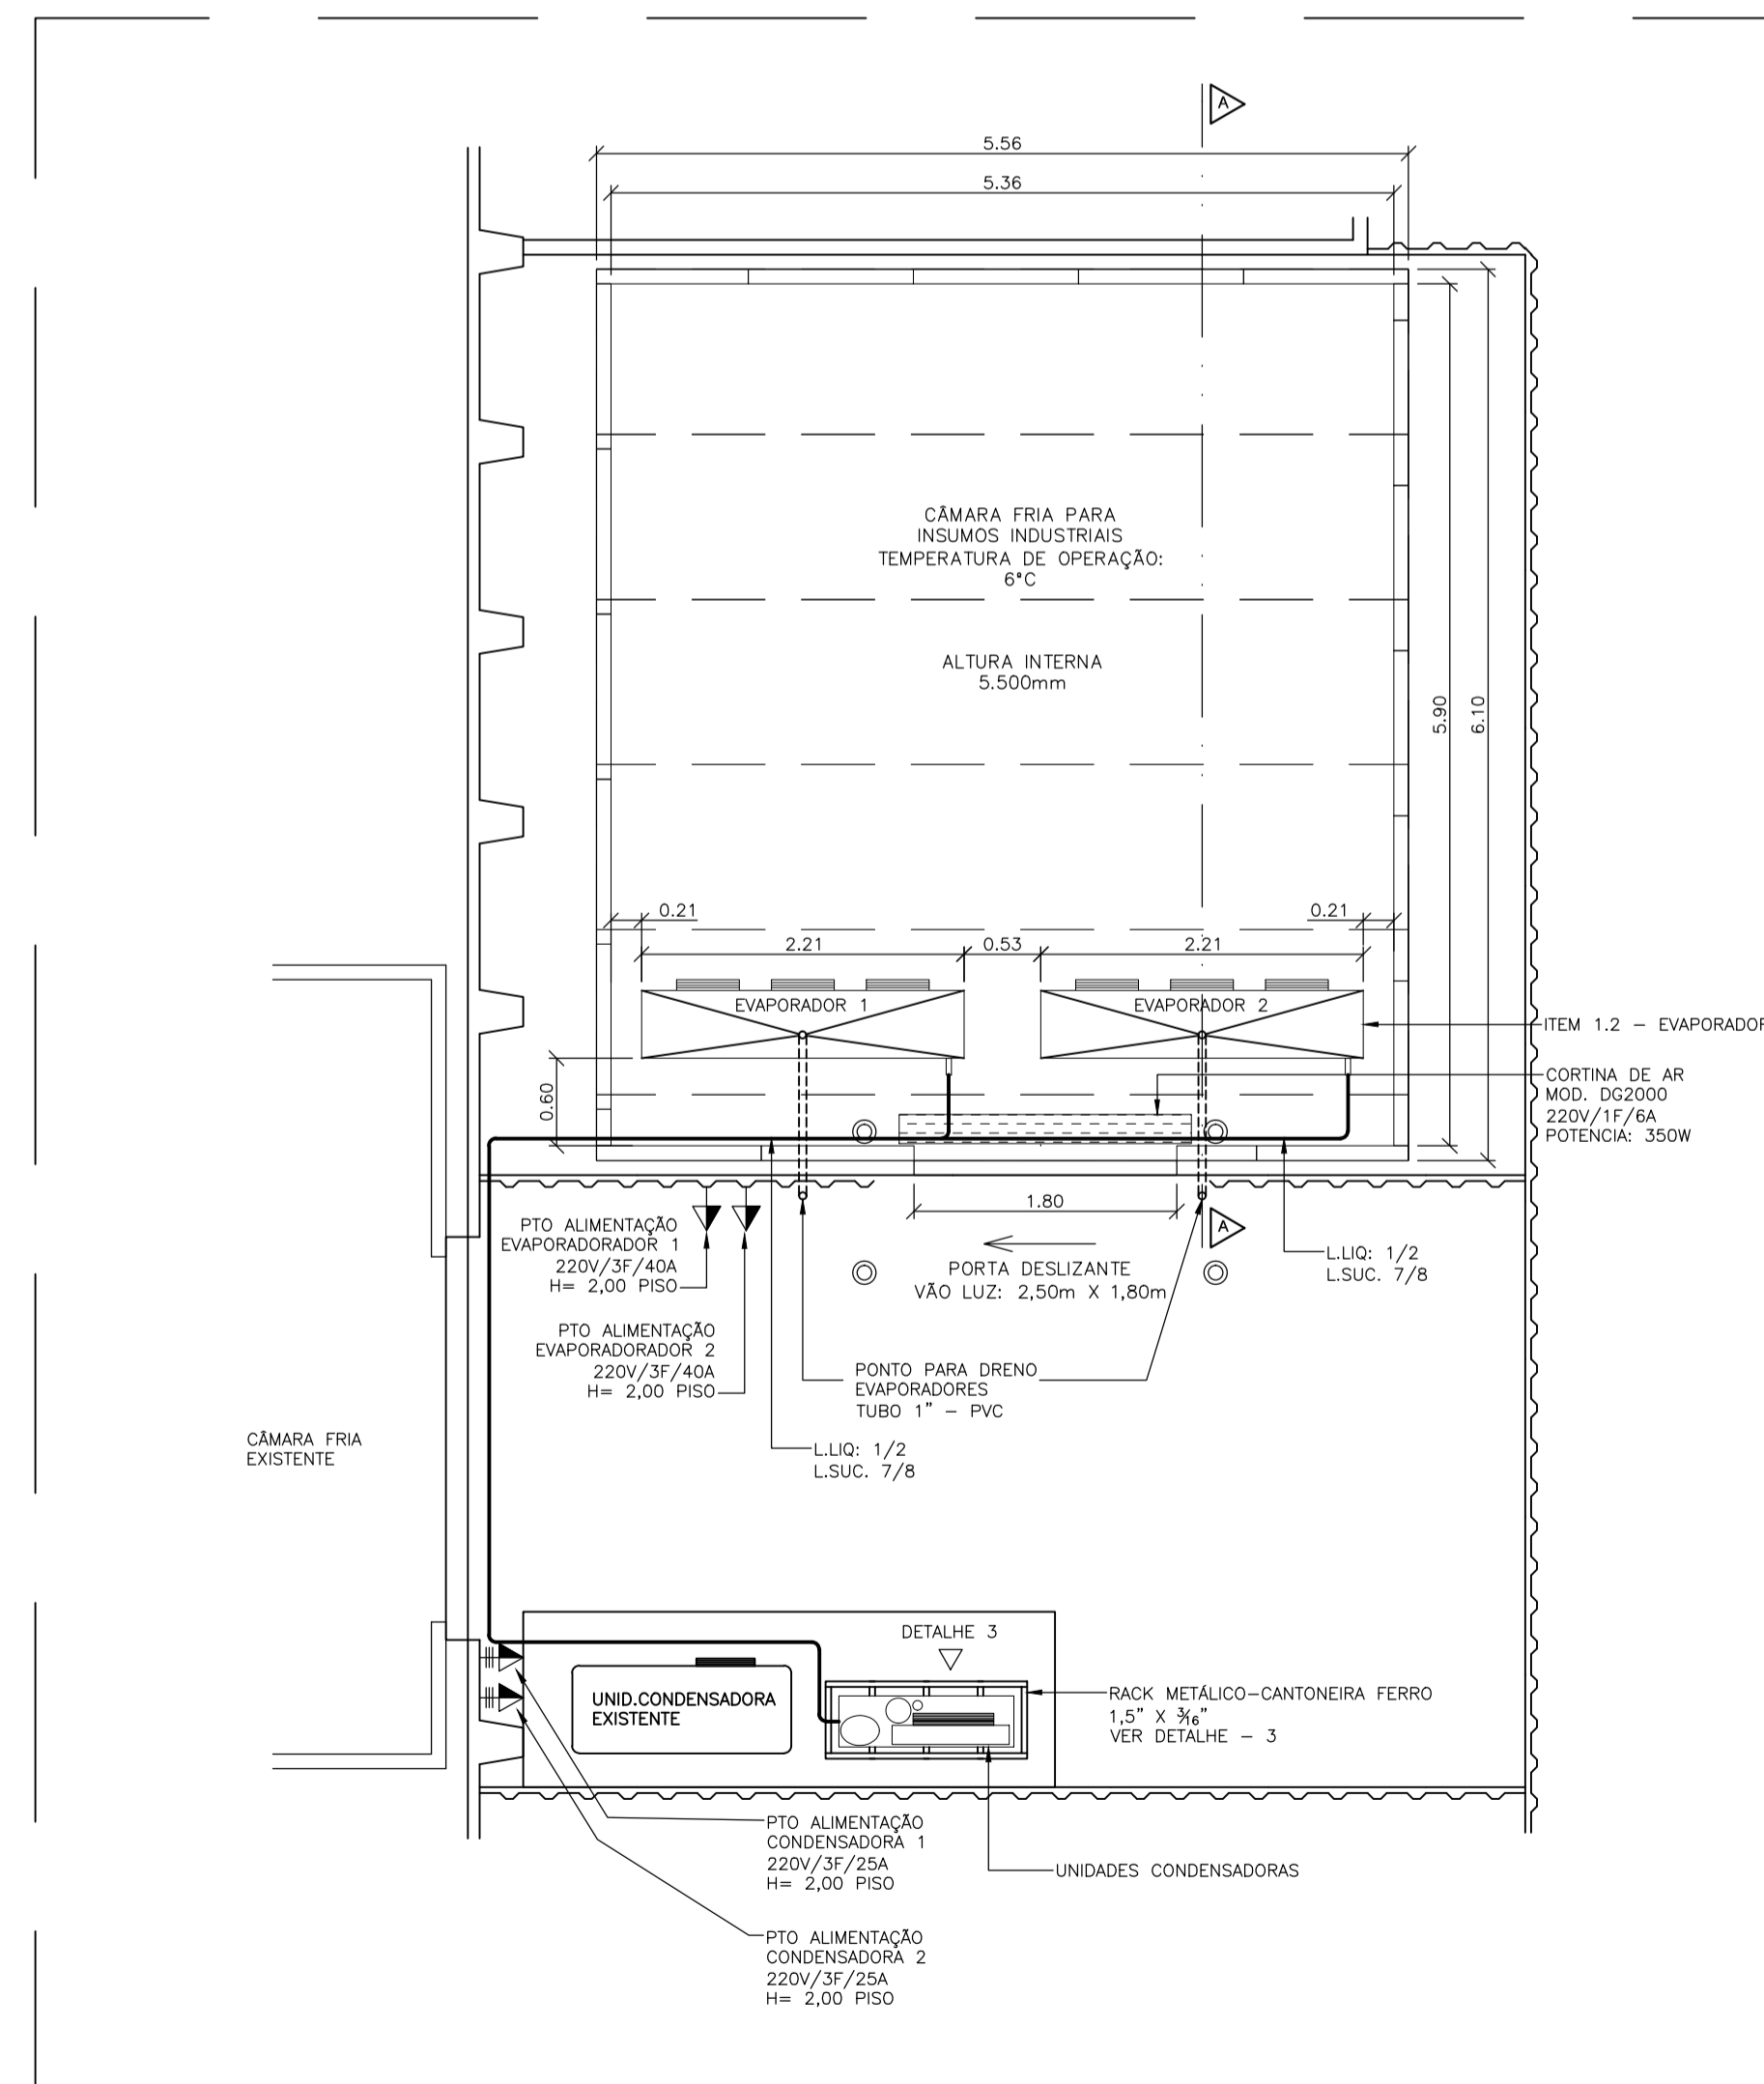 A
5.56
5.36
CÂMARA FRIA PARA
INSUMOS INDUSTRIAIS
TEMPERATURA DE OPERAÇÃO:
6°C
ALTURA INTERNA
5.500mm
5.90
6.10
0.21
0.21
2.21
0.53
2.21
EVAPORADOR 1
EVAPORADOR 2
ITEM 1.2 – EVAPORADOR
0.60
CORTINA DE AR
MOD. DG2000
220V/1F/6A
POTENCIA: 350W
1.80
A
PTO ALIMENTAÇÃO
EVAPORADORADOR 1
220V/3F/40A
H= 2,00 PISO
PORTA DESLIZANTE
VÃO LUZ: 2,50m X 1,80m
L.LIQ: 1/2
L.SUC. 7/8
PTO ALIMENTAÇÃO
EVAPORADORADOR 2
220V/3F/40A
H= 2,00 PISO
PONTO PARA DRENO
EVAPORADORES
TUBO 1" – PVC
CÂMARA FRIA
EXISTENTE
L.LIQ: 1/2
L.SUC. 7/8
DETALHE 3
UNID.CONDENSADORA
EXISTENTE
RACK METÁLICO–CANTONEIRA FERRO
1,5" X 3/16"
VER DETALHE – 3
PTO ALIMENTAÇÃO
CONDENSADORA 1
220V/3F/25A
H= 2,00 PISO
UNIDADES CONDENSADORAS
PTO ALIMENTAÇÃO
CONDENSADORA 2
220V/3F/25A
H= 2,00 PISO